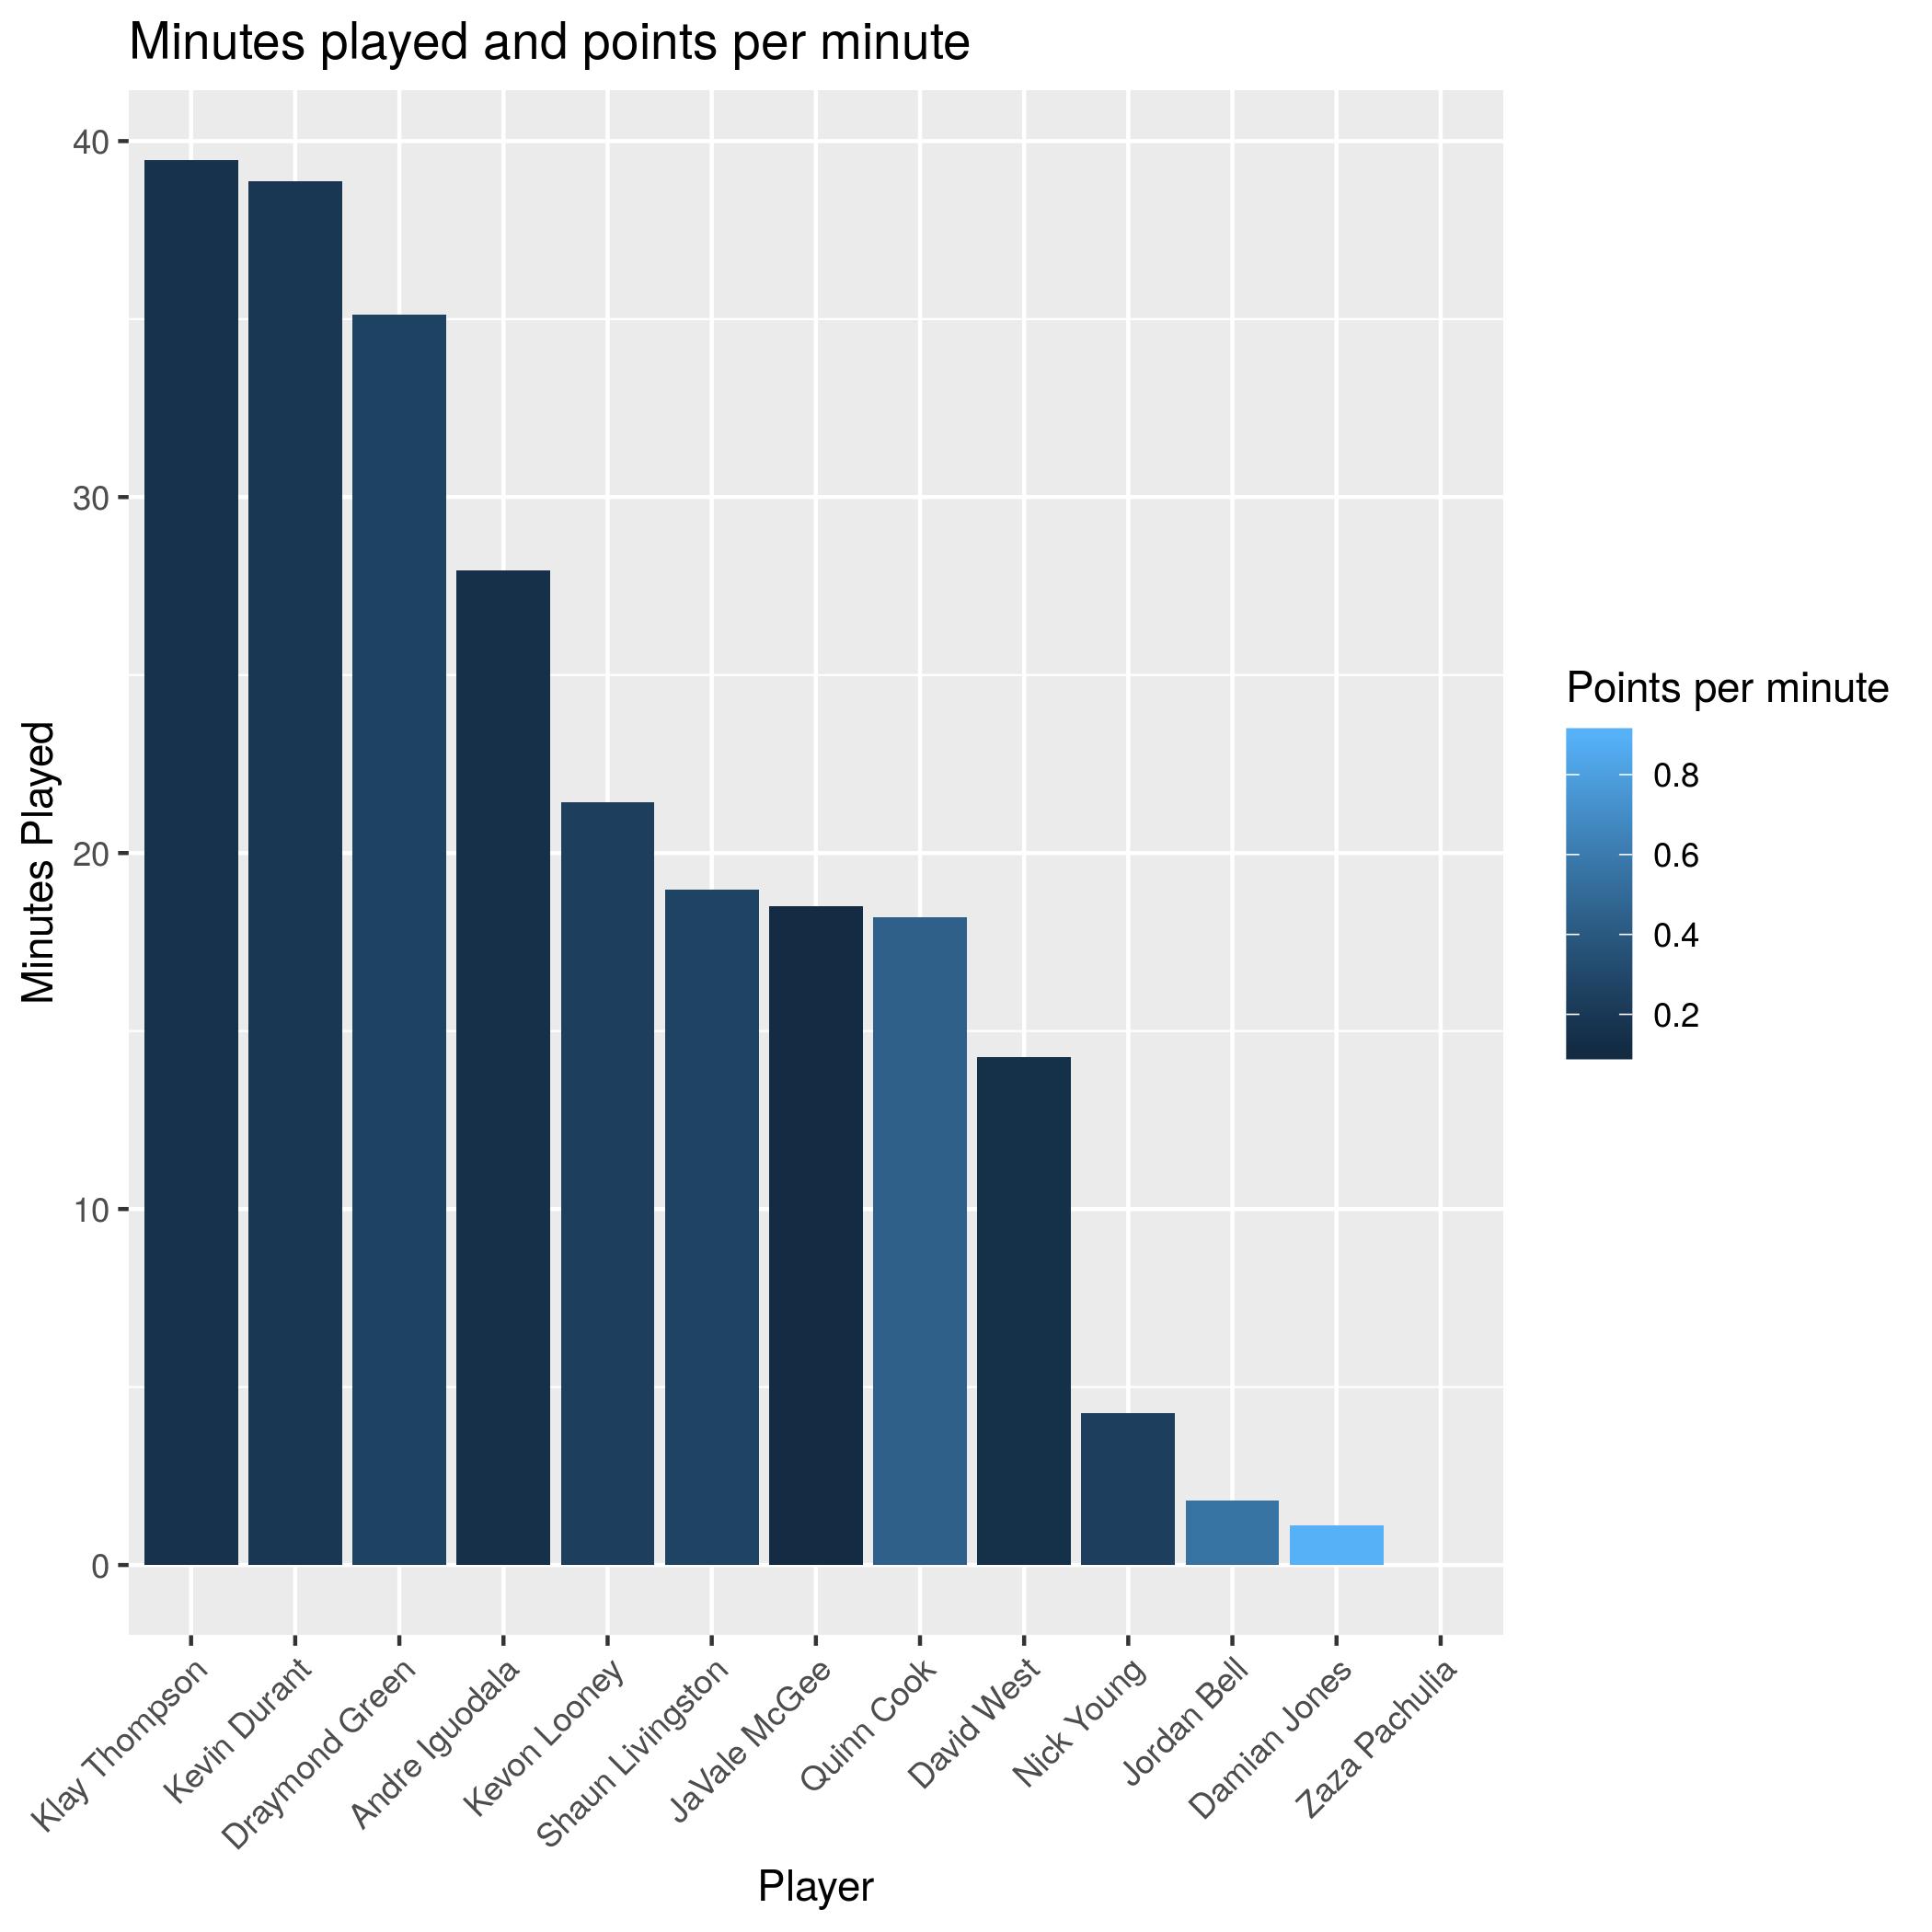 Minutes played and points per minute
Minutes Played
40
30
20
10
0
Klay Thompson
Kevin Durant
Draymond Green
Andre Iguodala
Kevon Looney
Shaun Livingston
JaVale McGee
Quinn Cook
David West
Nick Young
Jordan Bell
Damian Jones
Zaza Pachulia
Player
Points per minute
0.8
0.6
0.4
0.2